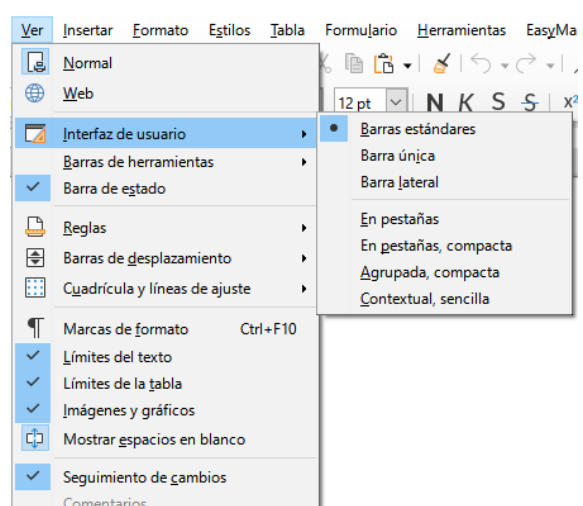 Ver Insertar Formato Estilos Tabla Formulario Herramientas EasyMa
Normal
Web
12 pt N K S S x²
Interfaz de usuario
Barras estándares
Barras de herramientas
Barra única
Barra de estado
Barra lateral
En pestañas
Reglas
En pestañas, compacta
Barras de desplazamiento
Agrupada, compacta
Cuadrícula y líneas de ajuste
Contextual, sencilla
Marcas de formato Ctrl+F10
Límites del texto
Límites de la tabla
Imágenes y gráficos
Mostrar espacios en blanco
Seguimiento de cambios
Comentarios